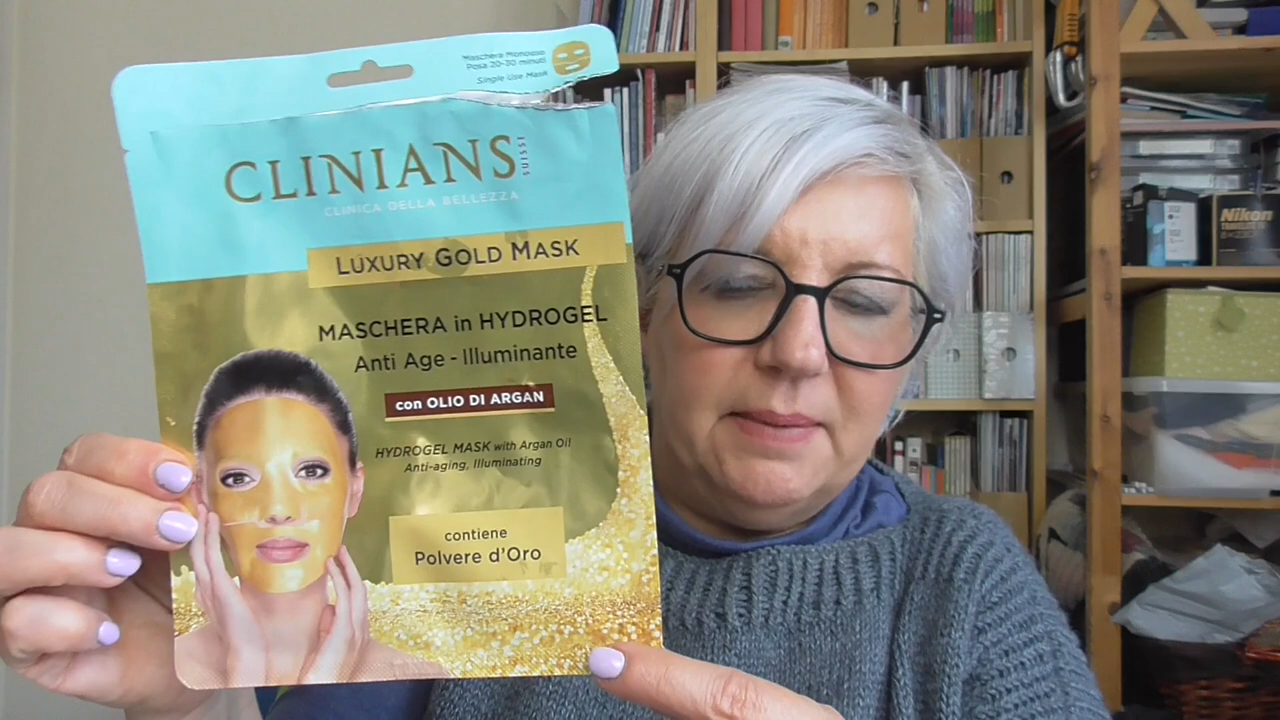 Maschera Monouso
Posa 20-30 minuti
Single Use Mask
CLINIANS
SUISSI
CLINICA DELLA BELLEZZA
LUXURY GOLD MASK
MASCHERA in HYDROGEL
Anti Age - Illuminante
con OLIO DI ARGAN
HYDROGEL MASK with Argan Oil
Anti-aging, Illuminating
contiene
Polvere d'Oro
Nikon